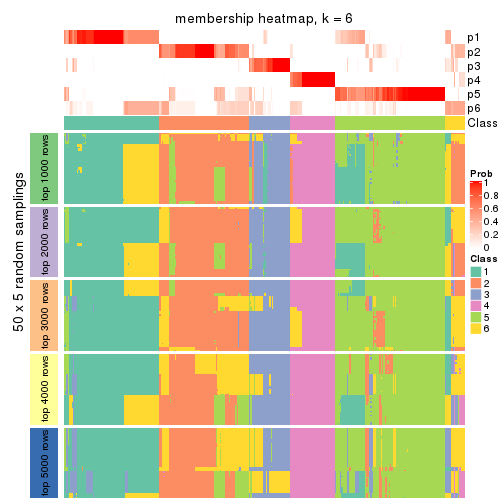 membership heatmap, k = 6
p1
p2
p3
p4
p5
p6
Class
50 x 5 random samplings
top 1000 rows
top 2000 rows
top 3000 rows
top 4000 rows
top 5000 rows
Prob
1
0.8
0.6
0.4
0.2
0
Class
1
2
3
4
5
6